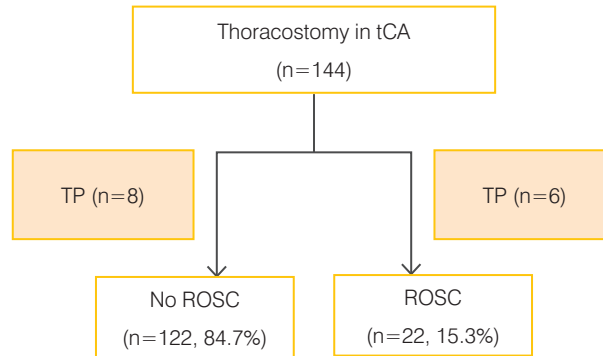 Thoracostomy in tCA
(n=144)
TP (n=8)
TP (n=6)
No ROSC
(n=122, 84.7%)
ROSC
(n=22, 15.3%)